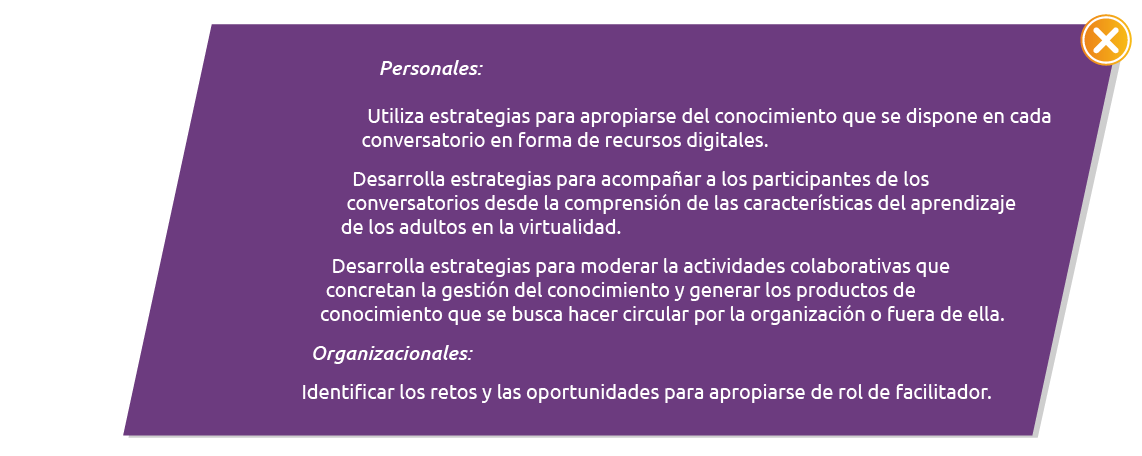 Personales:
Utiliza estrategias para apropiarse del conocimiento que se dispone en cada
conversatorio en forma de recursos digitales.
Desarrolla estrategias para acompañar a los participantes de los
conversatorios desde la comprensión de las características del aprendizaje
de los adultos en la virtualidad.
Desarrolla estrategias para moderar la actividades colaborativas que
concretan la gestión del conocimiento y generar los productos de
conocimiento que se busca hacer circular por la organización o fuera de ella.
Organizacionales:
Identificar los retos y las oportunidades para apropiarse de rol de facilitador.